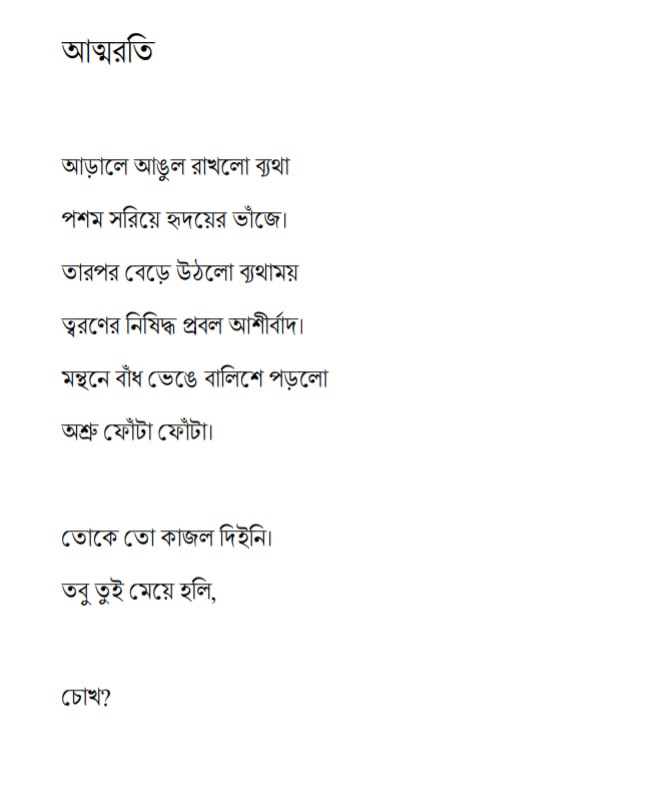 আত্মরতি
আড়ালে আঙুল রাখলো ব্যথা
পশম সরিয়ে হৃদয়ের ভাঁজে।
তারপর বেড়ে উঠলো ব্যথাময়
ত্বরণের নিষিদ্ধ প্রবল আশীর্বাদ।
মন্থনে বাঁধ ভেঙে বালিশে পড়লো
অশ্রু ফোঁটা ফোঁটা।
তোকে তো কাজল দিইনি।
তবু তুই মেয়ে হলি,
চোখ?